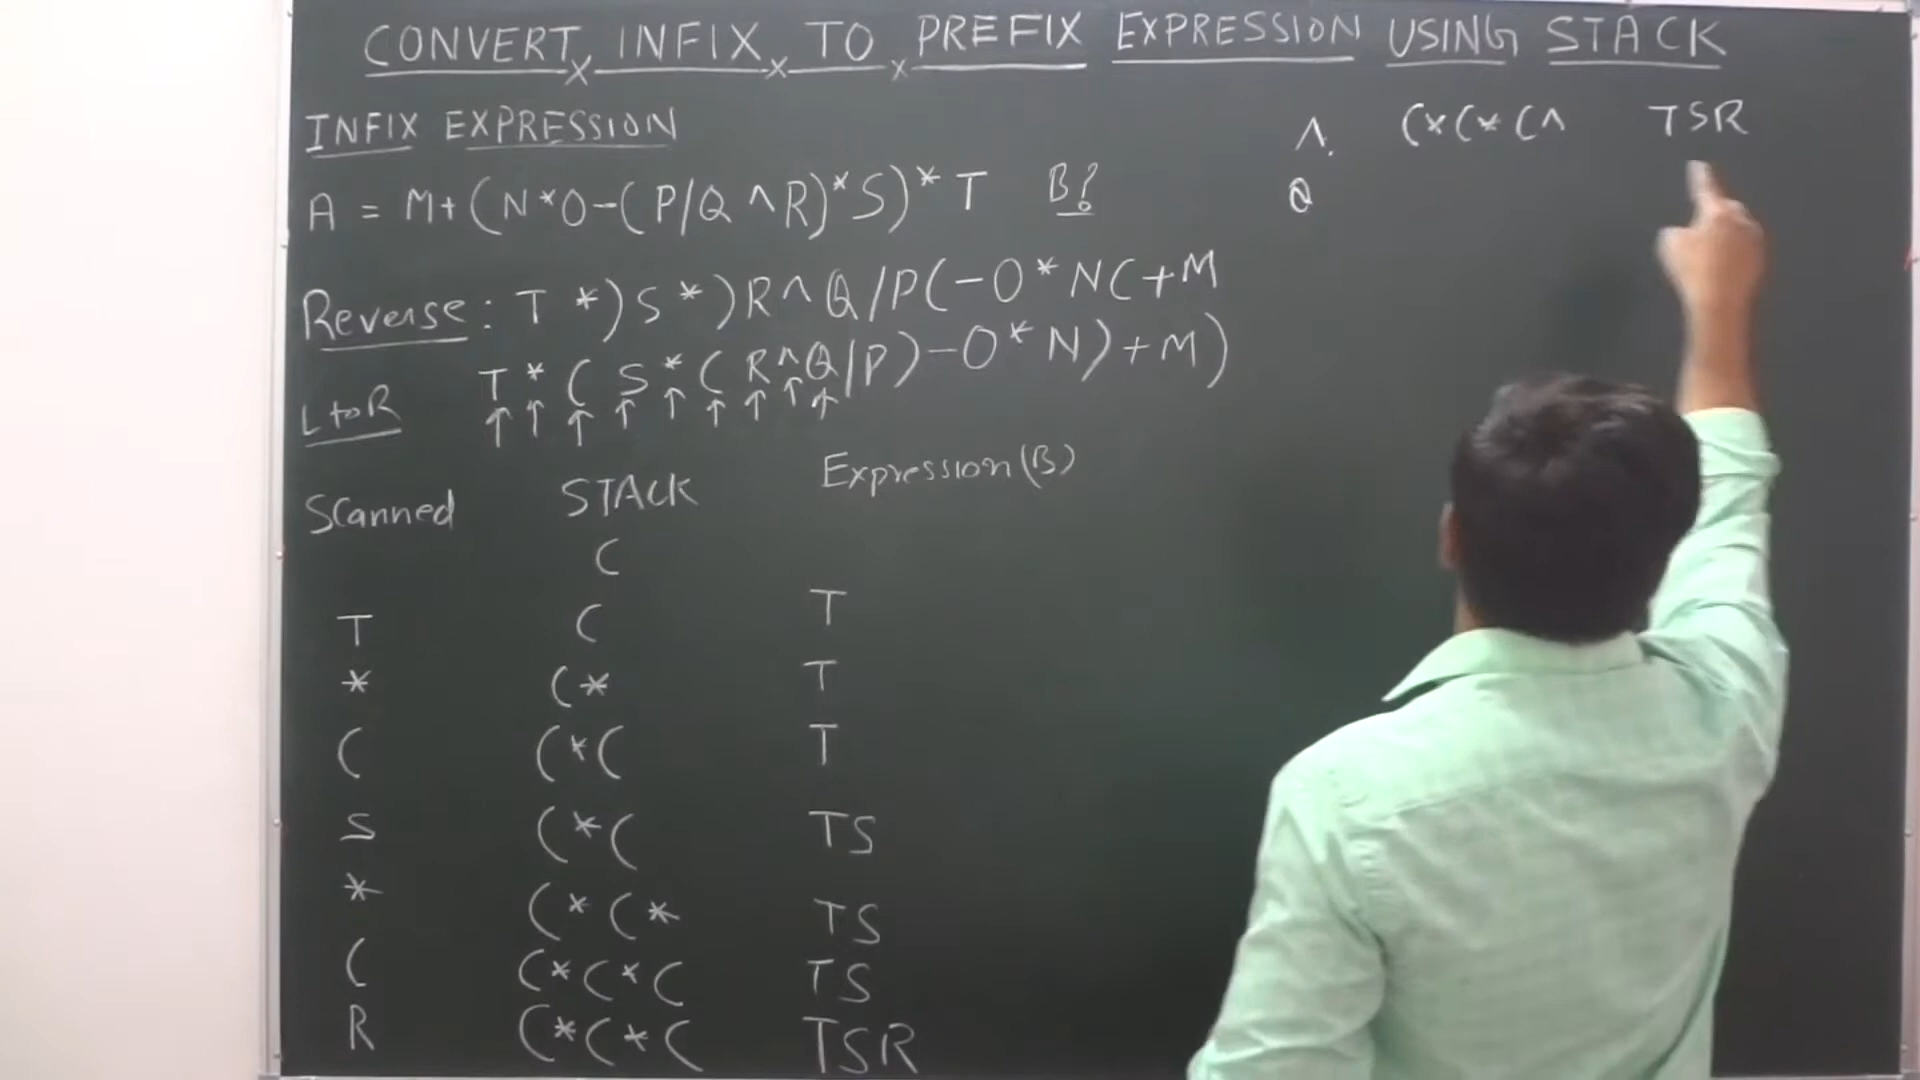 CONVERT INFIX TO PREFIX EXPRESSION USING STACK
INFIX EXPRESSION
A = M+(N*O-(P/Q^R)*S)*T B?
Reverse: T *)S*)R^Q/P(-O*N(+M
L to R T * ( S * ( R^Q/P)-O*N)+M)
Scanned STACK Expression(B)
(
T ( T
* (* T
( (*( T
S (*( TS
* (*(* TS
( (*(*( TS
R (*(*( TSR
^. (*(*(^ TSR
Q